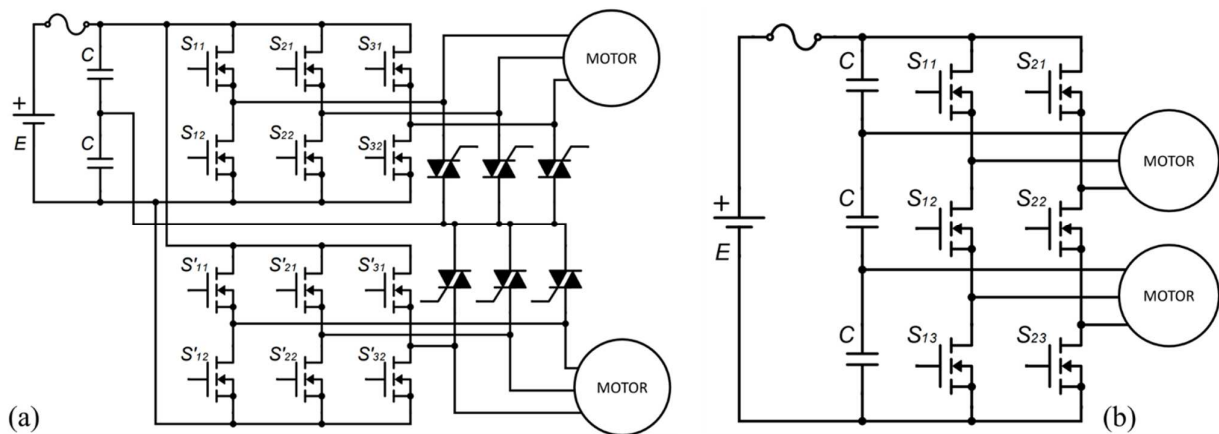 C
C
+
E
S11
S21
S31
S12
S22
S32
MOTOR
S'11
S'21
S'31
S'12
S'22
S'32
MOTOR
(a)
+
E
C
C
C
S11
S21
S12
S22
S13
S23
MOTOR
MOTOR
(b)